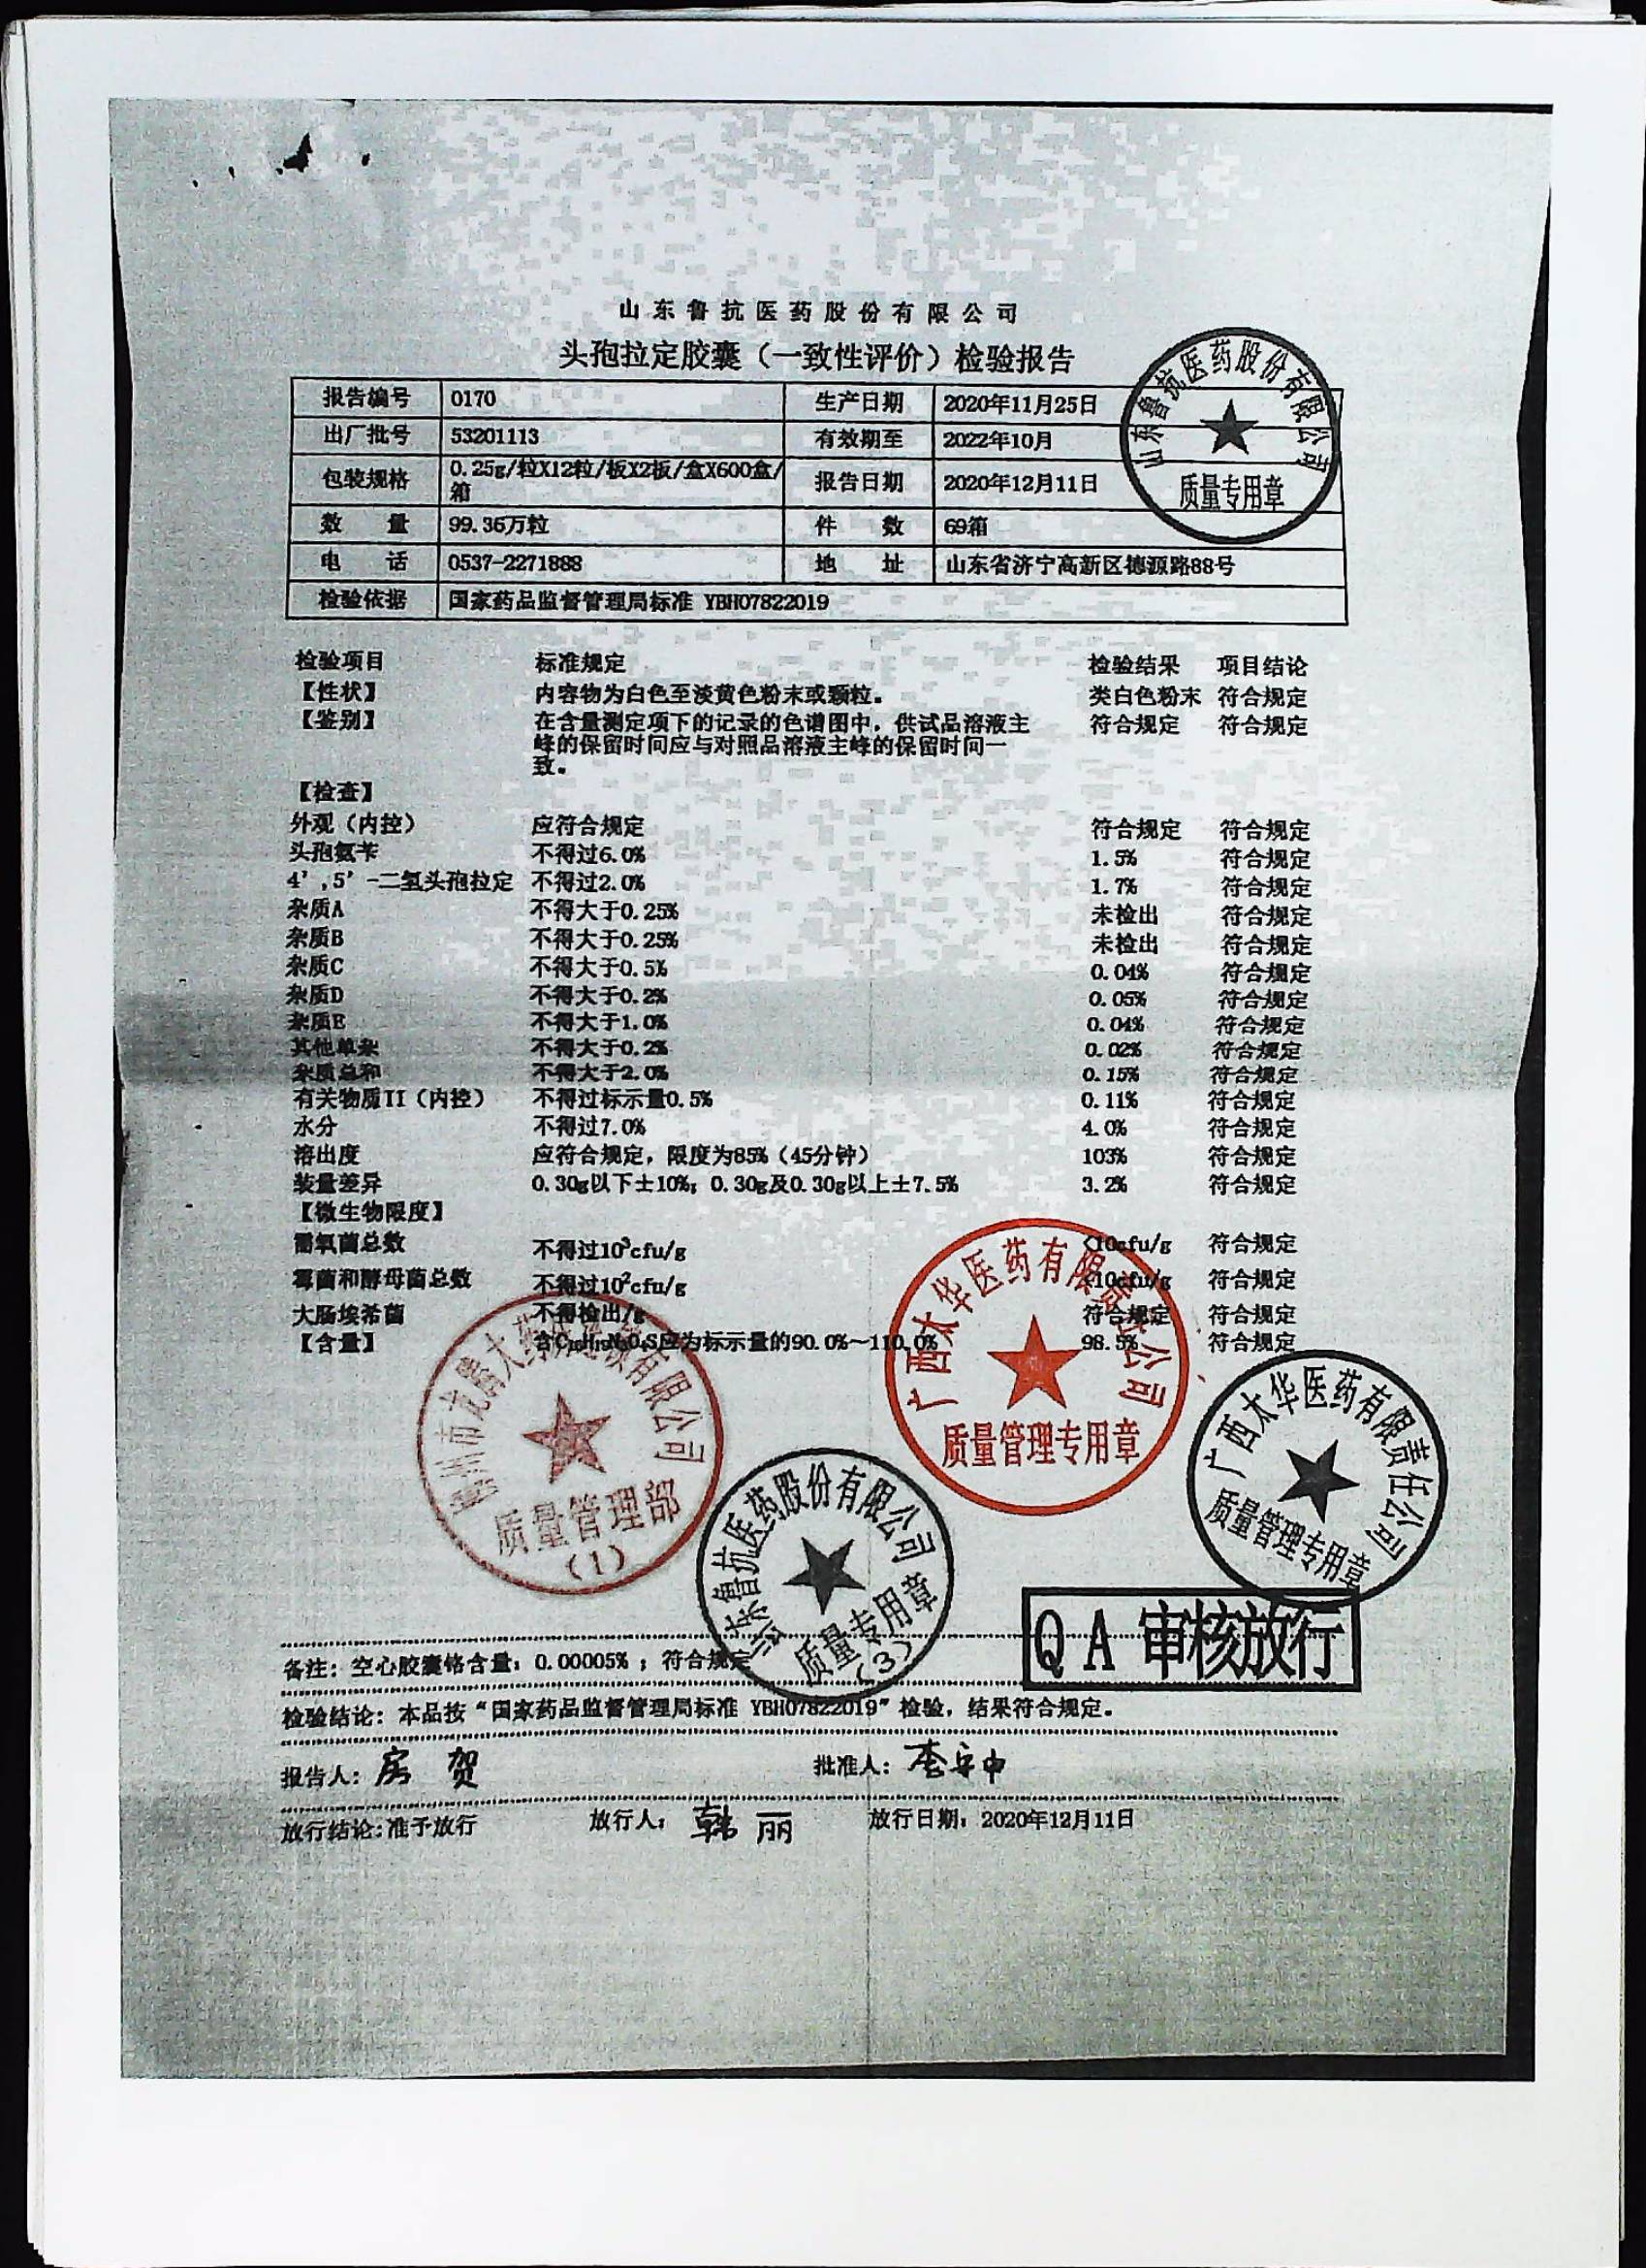 山东鲁抗医药股份有限公司
头孢拉定胶囊（一致性评价）检验报告
报告编号 0170 生产日期 2020年11月25日
出厂批号 53201113 有效期至 2022年10月
包装规格 0.25g/粒X12粒/板X2板/盒X600盒/箱 报告日期 2020年12月11日
数 量 99.36万粒 件 数 69箱
电 话 0537-2271888 地 址 山东省济宁高新区德源路88号
检验依据 国家药品监督管理局标准 YBH07822019
山东鲁抗医药股份有限公司
质量专用章
检验项目 标准规定 检验结果 项目结论
【性状】 内容物为白色至淡黄色粉末或颗粒。 类白色粉末 符合规定
【鉴别】 在含量测定项下的记录的色谱图中，供试品溶液主 符合规定 符合规定
峰的保留时间应与对照品溶液主峰的保留时间一
致。
【检查】
外观（内控） 应符合规定 符合规定 符合规定
头孢氨苄 不得过6.0% 1.5% 符合规定
4',5'-二氢头孢拉定 不得过2.0% 1.7% 符合规定
杂质A 不得大于0.25% 未检出 符合规定
杂质B 不得大于0.25% 未检出 符合规定
杂质C 不得大于0.5% 0.04% 符合规定
杂质D 不得大于0.2% 0.05% 符合规定
杂质E 不得大于1.0% 0.04% 符合规定
其他单杂 不得大于0.2% 0.02% 符合规定
杂质总和 不得大于2.0% 0.15% 符合规定
有关物质II（内控） 不得过标示量0.5% 0.11% 符合规定
水分 不得过7.0% 4.0% 符合规定
溶出度 应符合规定，限度为85%（45分钟） 103% 符合规定
装量差异 0.30g以下±10%；0.30g及0.30g以上±7.5% 3.2% 符合规定
【微生物限度】
需氧菌总数 不得过10³cfu/g <10cfu/g 符合规定
霉菌和酵母菌总数 不得过10²cfu/g <10cfu/g 符合规定
大肠埃希菌 不得检出/g 符合规定 符合规定
【含量】 含C₁₆H₁₉N₃O₄S应为标示量的90.0%～110.0% 98.5% 符合规定
广西太华医药有限责任公司
质量管理专用章
有限公司
质量管理部
（1）
山东鲁抗医药股份有限公司
质量专用章
（3）
广西太华医药有限责任公司
质量管理专用章
QA 审核放行
备注：空心胶囊铬含量：0.00005%；符合规定
检验结论：本品按“国家药品监督管理局标准 YBH07822019”检验，结果符合规定。
报告人：房 贺 批准人：李守中
放行结论：准予放行 放行人：韩 丽 放行日期：2020年12月11日